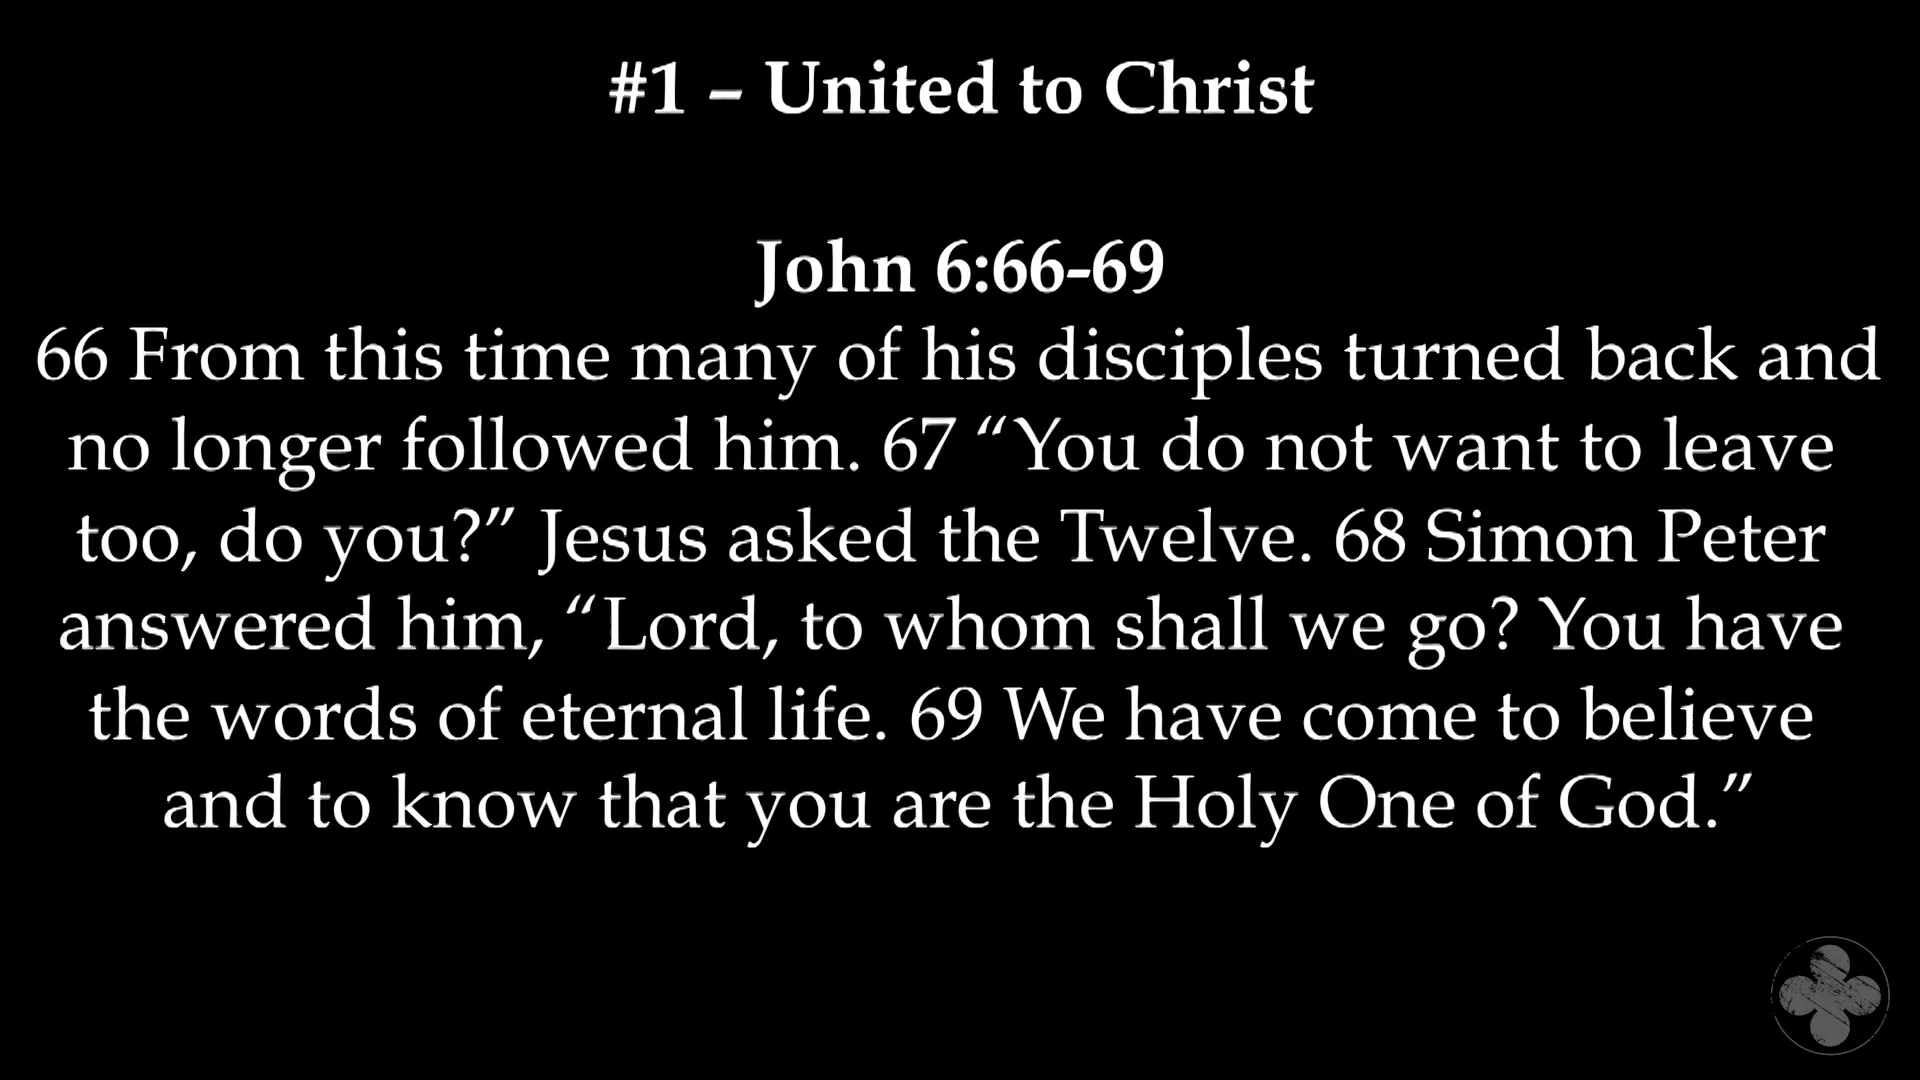 #1 – United to Christ
John 6:66-69
66 From this time many of his disciples turned back and
no longer followed him. 67 “You do not want to leave
too, do you?” Jesus asked the Twelve. 68 Simon Peter
answered him, “Lord, to whom shall we go? You have
the words of eternal life. 69 We have come to believe
and to know that you are the Holy One of God.”